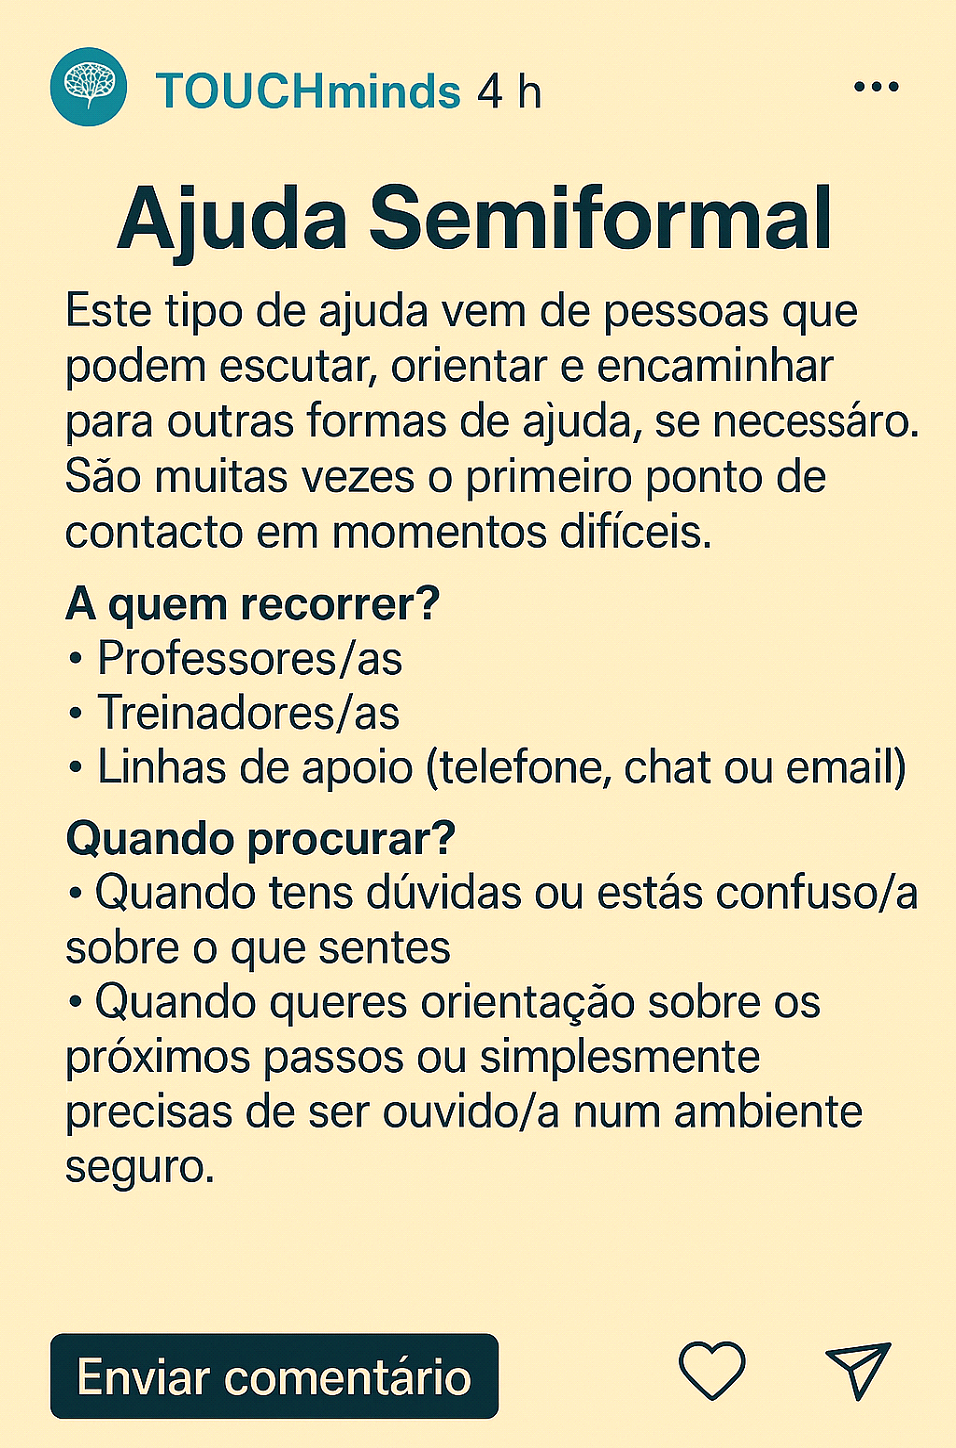 TOUCHminds 4 h
Ajuda Semiformal
Este tipo de ajuda vem de pessoas que
podem escutar, orientar e encaminhar
para outras formas de ajuda, se necessáro.
Sǎo muitas vezes o primeiro ponto de
contacto em momentos difíceis.
A quem recorrer?
• Professores/as
• Treinadores/as
• Linhas de apoio (telefone, chat ou email)
Quando procurar?
• Quando tens dúvidas ou estás confuso/a
sobre o que sentes
• Quando queres orientaçǎo sobre os
próximos passos ou simplesmente
precisas de ser ouvido/a num ambiente
seguro.
Enviar comentário